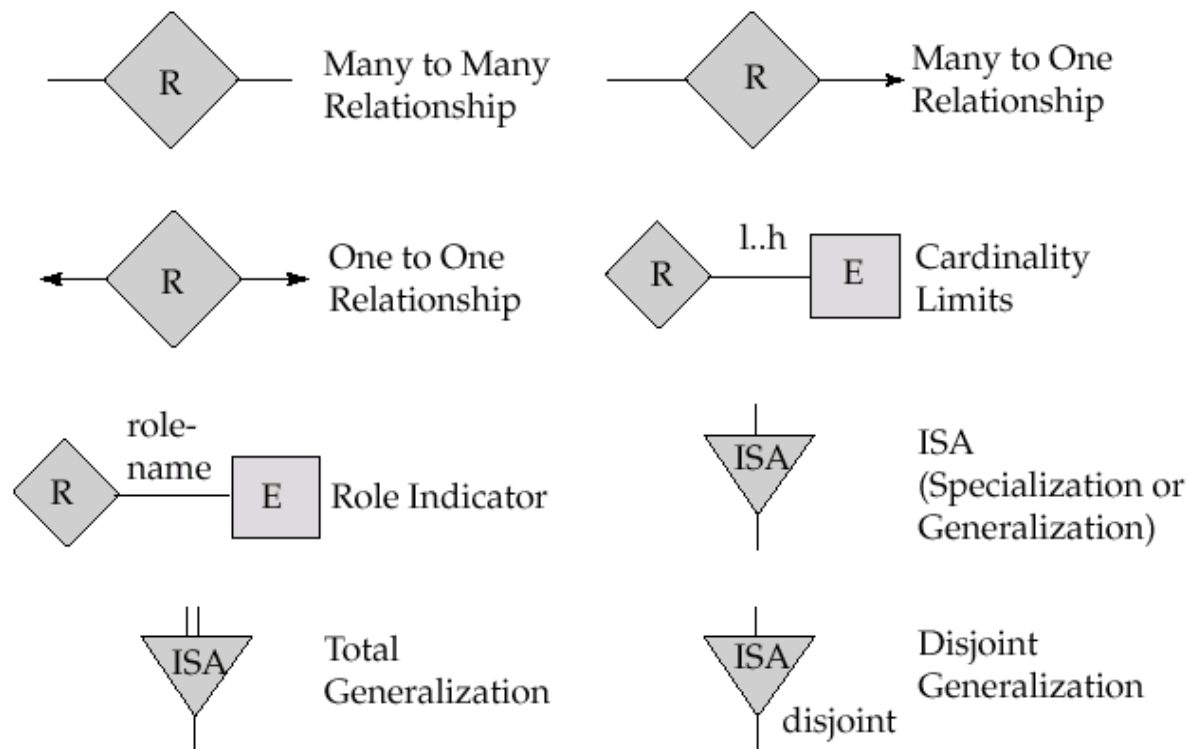 R
Many to Many
Relationship
R
Many to One
Relationship
R
One to One
Relationship
l..h
R
E
Cardinality
Limits
role-
name
R
E
Role Indicator
ISA
ISA
(Specialization or
Generalization)
ISA
Total
Generalization
ISA
disjoint
Disjoint
Generalization